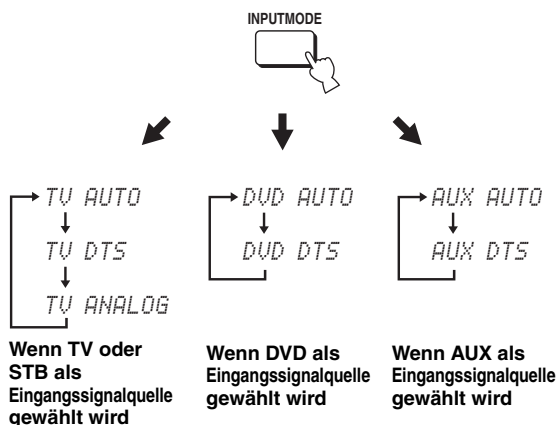 INPUTMODE
TV AUTO
TV DTS
TV ANALOG
Wenn TV oder
STB als
Eingangssignalquelle
gewählt wird
DVD AUTO
DVD DTS
Wenn DVD als
Eingangssignalquelle
gewählt wird
AUX AUTO
AUX DTS
Wenn AUX als
Eingangssignalquelle
gewählt wird